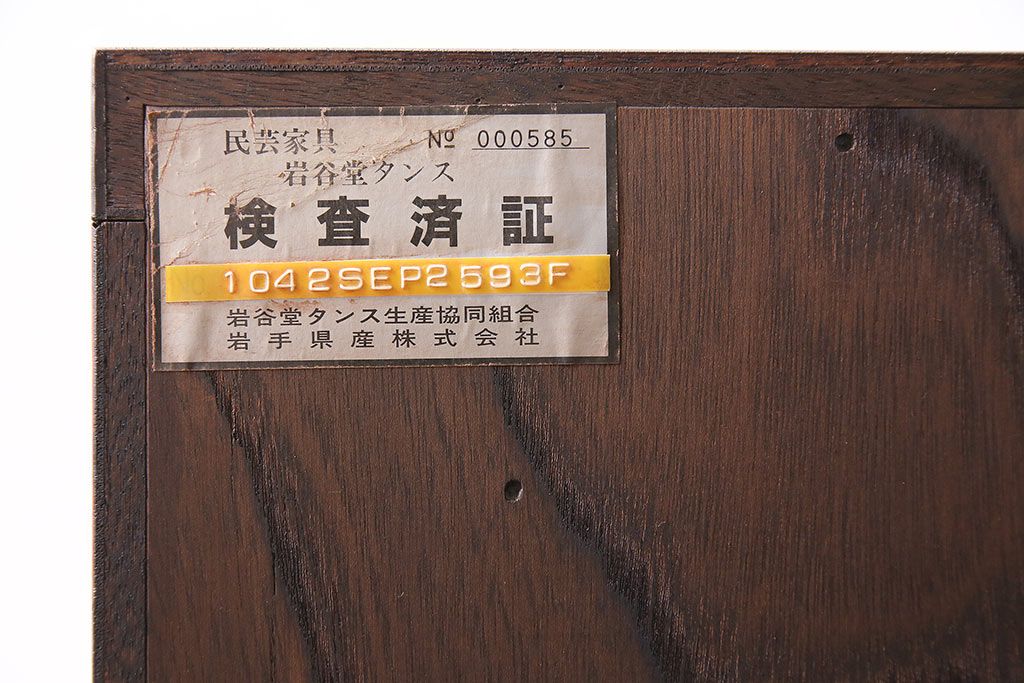 民芸家具 № 000585
岩谷堂タンス
検査済証
1042SEP2593F
岩谷堂タンス生産協同組合
岩手県産株式会社